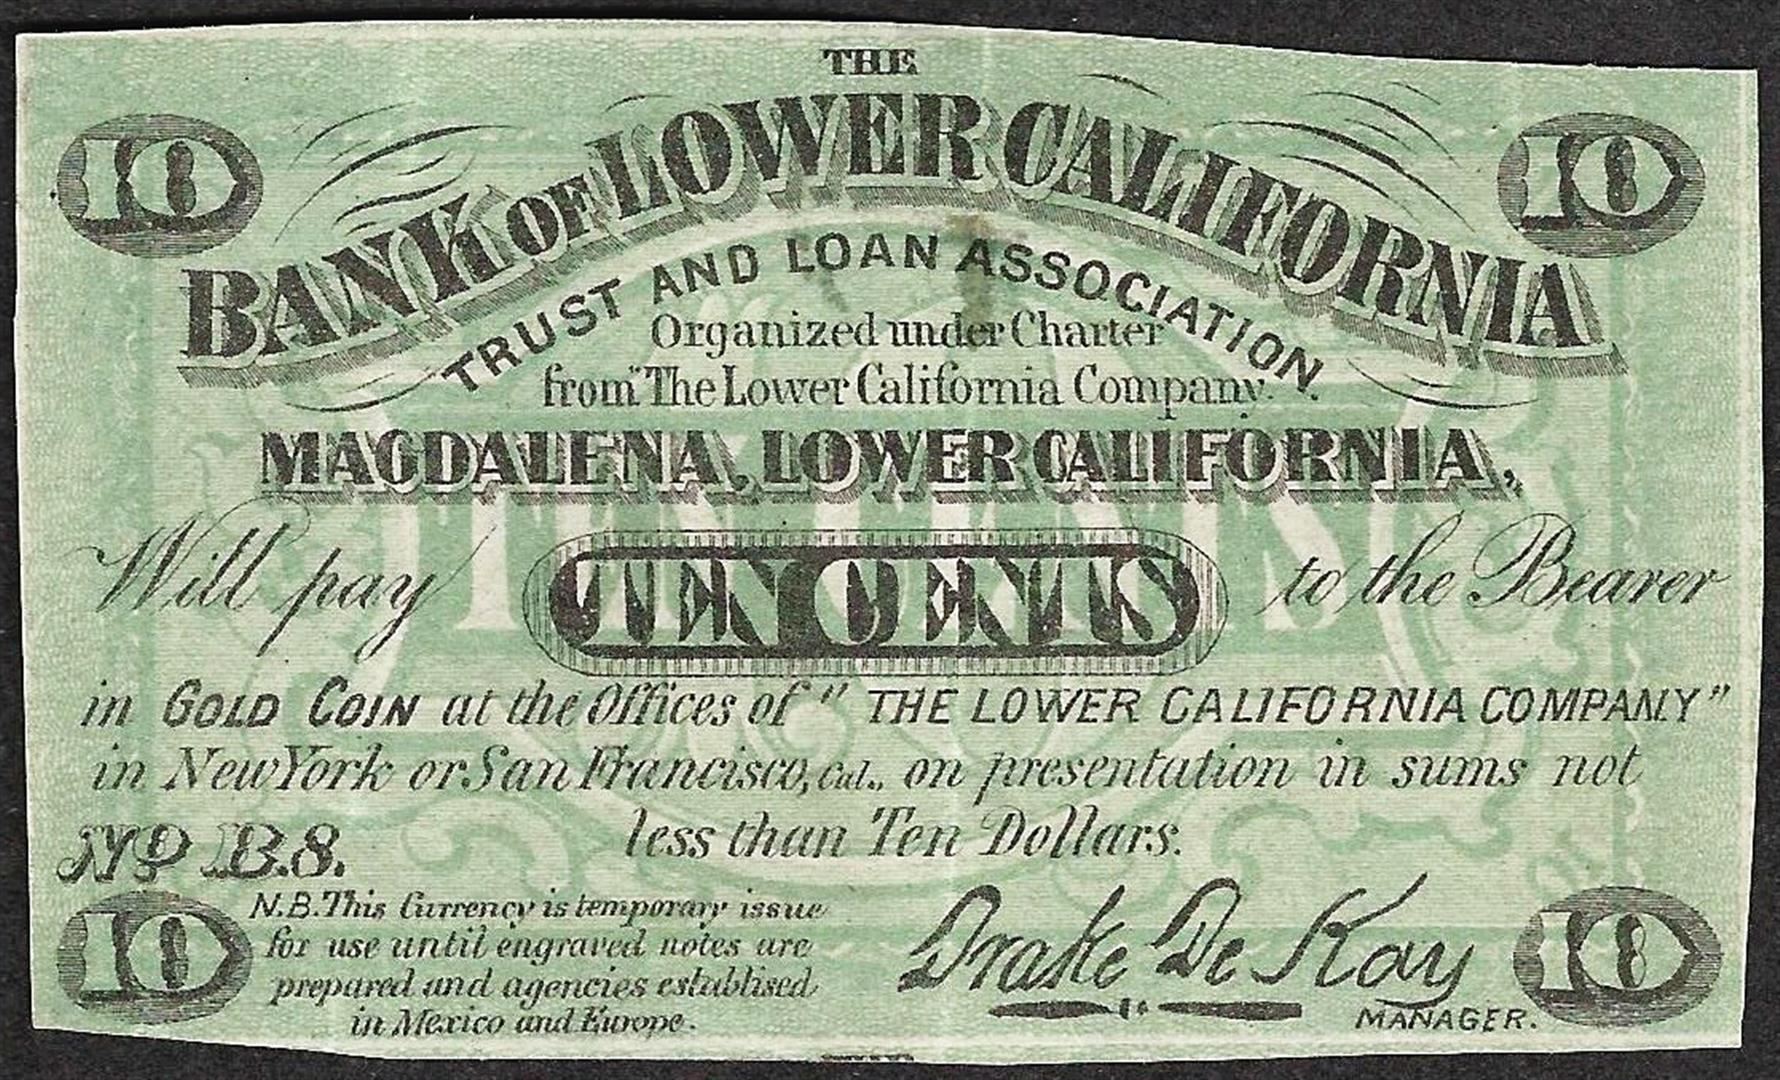 THE
10 BANK OF LOWER CALIFORNIA 10
TRUST AND LOAN ASSOCIATION
Organized under Charter
from "The Lower California Company.
MAGDALENA, LOWER CALIFORNIA,
TEN CENTS
Will pay TEN CENTS to the Bearer
in GOLD COIN at the Offices of "THE LOWER CALIFORNIA COMPANY"
in New York or San Francisco, Cal., on presentation in sums not
less than Ten Dollars.
No B.8.
10 N.B. This Currency is temporary issue
for use until engraved notes are
prepared and agencies establised
in Mexico and Europe.
Drake De Kay 10
MANAGER.